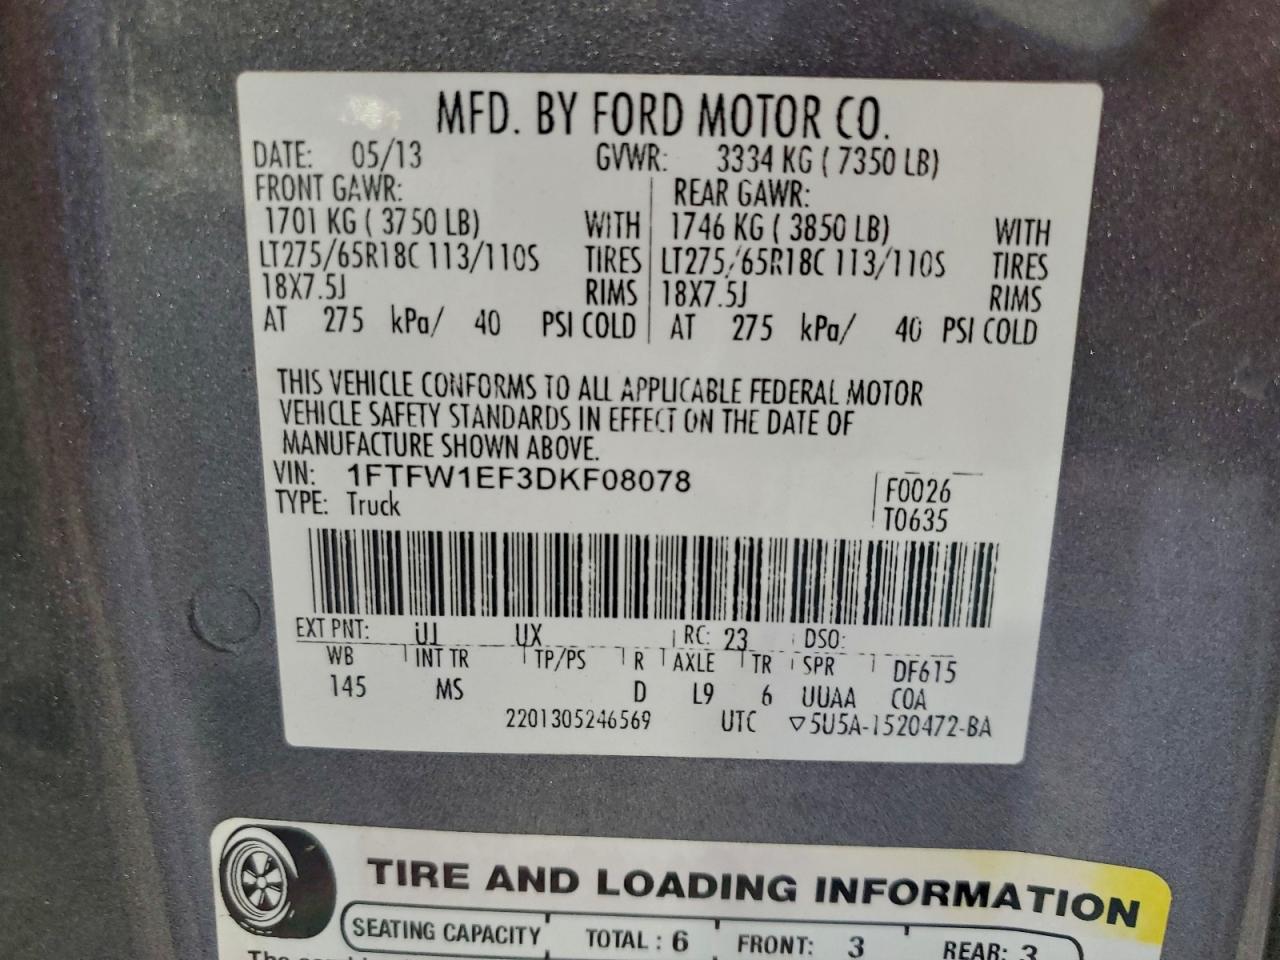 MFD. BY FORD MOTOR CO.
DATE: 05/13 GVWR: 3334 KG ( 7350 LB)
FRONT GAWR: REAR GAWR:
1701 KG ( 3750 LB) WITH 1746 KG ( 3850 LB) WITH
LT275/65R18C 113/110S TIRES LT275/65R18C 113/110S TIRES
18X7.5J RIMS 18X7.5J RIMS
AT 275 kPa/ 40 PSI COLD AT 275 kPa/ 40 PSI COLD
THIS VEHICLE CONFORMS TO ALL APPLICABLE FEDERAL MOTOR
VEHICLE SAFETY STANDARDS IN EFFECT ON THE DATE OF
MANUFACTURE SHOWN ABOVE.
VIN: 1FTFW1EF3DKF08078 F0026
TYPE: Truck T0635
EXT PNT: UJ UX RC: 23 DSO:
WB INT TR TP/PS R AXLE TR SPR DF615
145 MS D L9 6 UUAA COA
2201305246569 UTC ▽5U5A-1520472-BA
TIRE AND LOADING INFORMATION
SEATING CAPACITY TOTAL : 6 FRONT: 3 REAR: 3
The